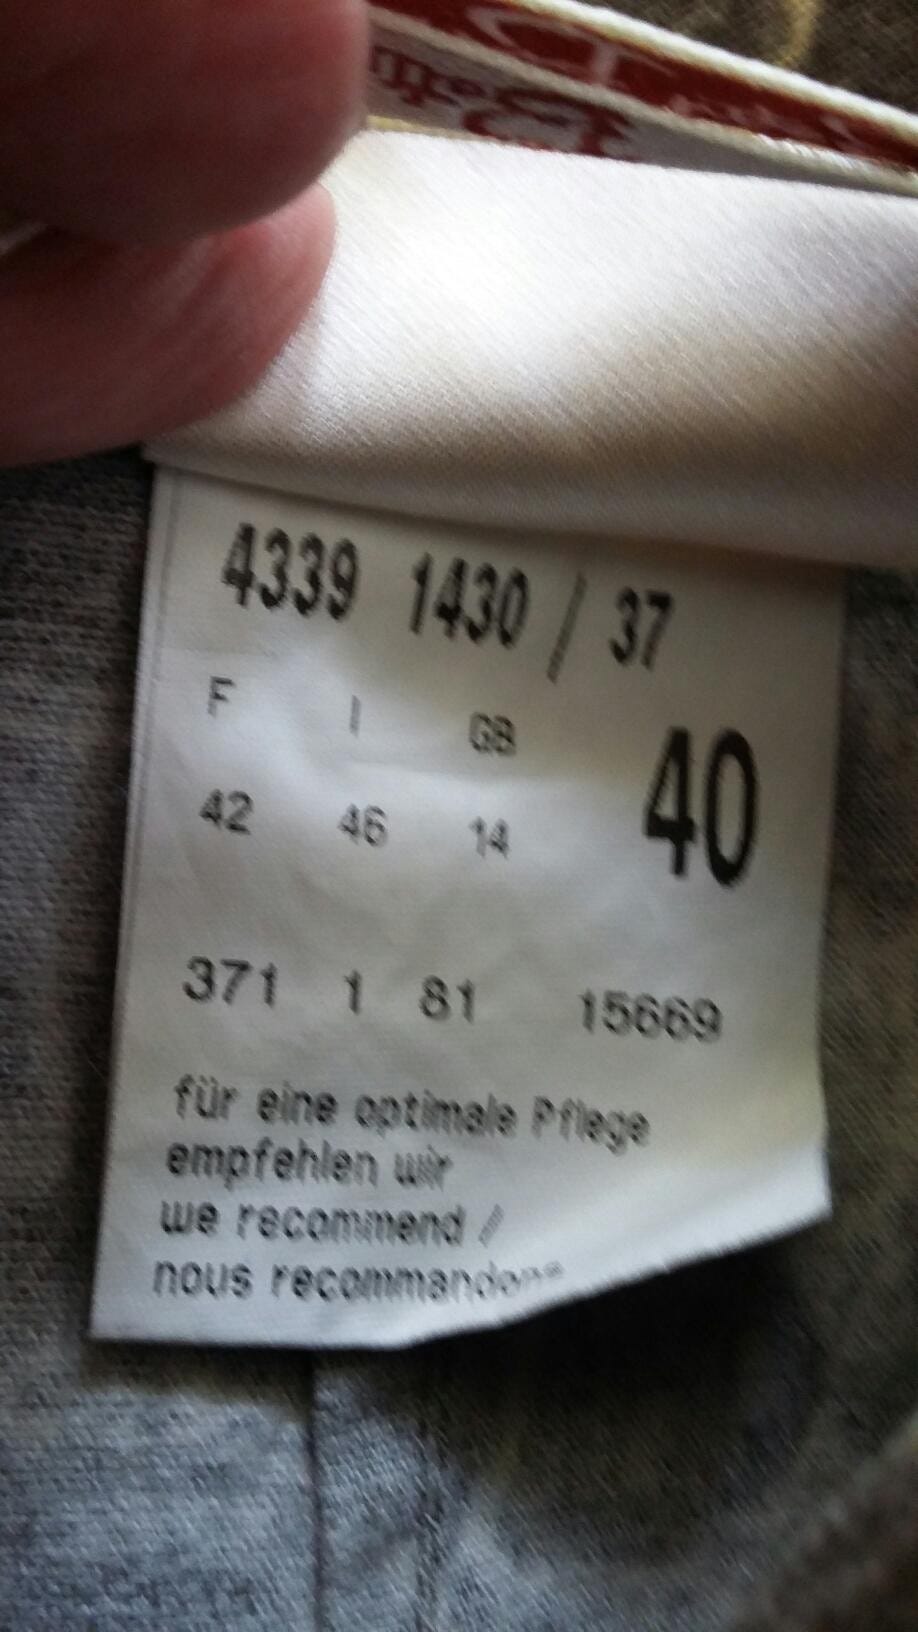 4339 1430 / 37
F I GB
42 46 14 40
371 1 81 15669
für eine optimale Pflege
empfehlen wir
we recommend /
nous recommandons